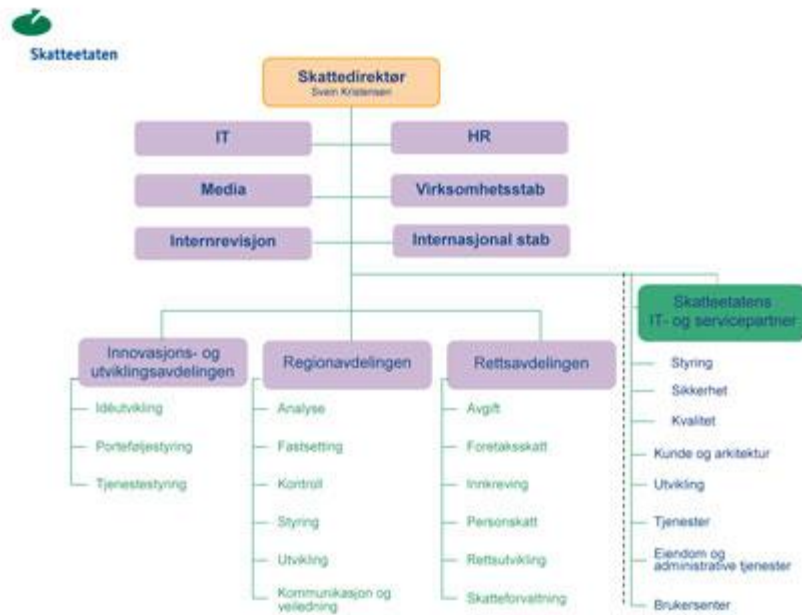 Skatteetaten
Skattedirektør
Svein Kristensen
IT
HR
Media
Virksomhetsstab
Internrevisjon
Internasjonal stab
Skatteetatens
IT- og servicepartner
Innovasjons- og
utviklingsavdelingen
Regionavdelingen
Rettsavdelingen
Idéutvikling
Porteføljestyring
Tjenestestyring
Analyse
Fastsetting
Kontroll
Styring
Utvikling
Kommunikasjon og
veiledning
Avgift
Foretaksskatt
Innkreving
Personskatt
Rettsutvikling
Skatteforvaltning
Styring
Sikkerhet
Kvalitet
Kunde og arkitektur
Utvikling
Tjenester
Eiendom og
administrative tjenester
Brukersenter